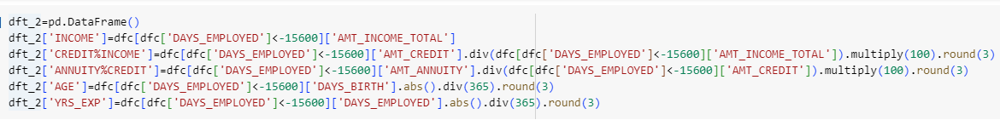 dft_2=pd.DataFrame()
dft_2['INCOME']=dfc[dfc['DAYS_EMPLOYED']<-15600]['AMT_INCOME_TOTAL']
dft_2['CREDIT%INCOME']=dfc[dfc['DAYS_EMPLOYED']<-15600]['AMT_CREDIT'].div(dfc[dfc['DAYS_EMPLOYED']<-15600]['AMT_INCOME_TOTAL']).multiply(100).round(3)
dft_2['ANNUITY%CREDIT']=dfc[dfc['DAYS_EMPLOYED']<-15600]['AMT_ANNUITY'].div(dfc[dfc['DAYS_EMPLOYED']<-15600]['AMT_CREDIT']).multiply(100).round(3)
dft_2['AGE']=dfc[dfc['DAYS_EMPLOYED']<-15600]['DAYS_BIRTH'].abs().div(365).round(3)
dft_2['YRS_EXP']=dfc[dfc['DAYS_EMPLOYED']<-15600]['DAYS_EMPLOYED'].abs().div(365).round(3)